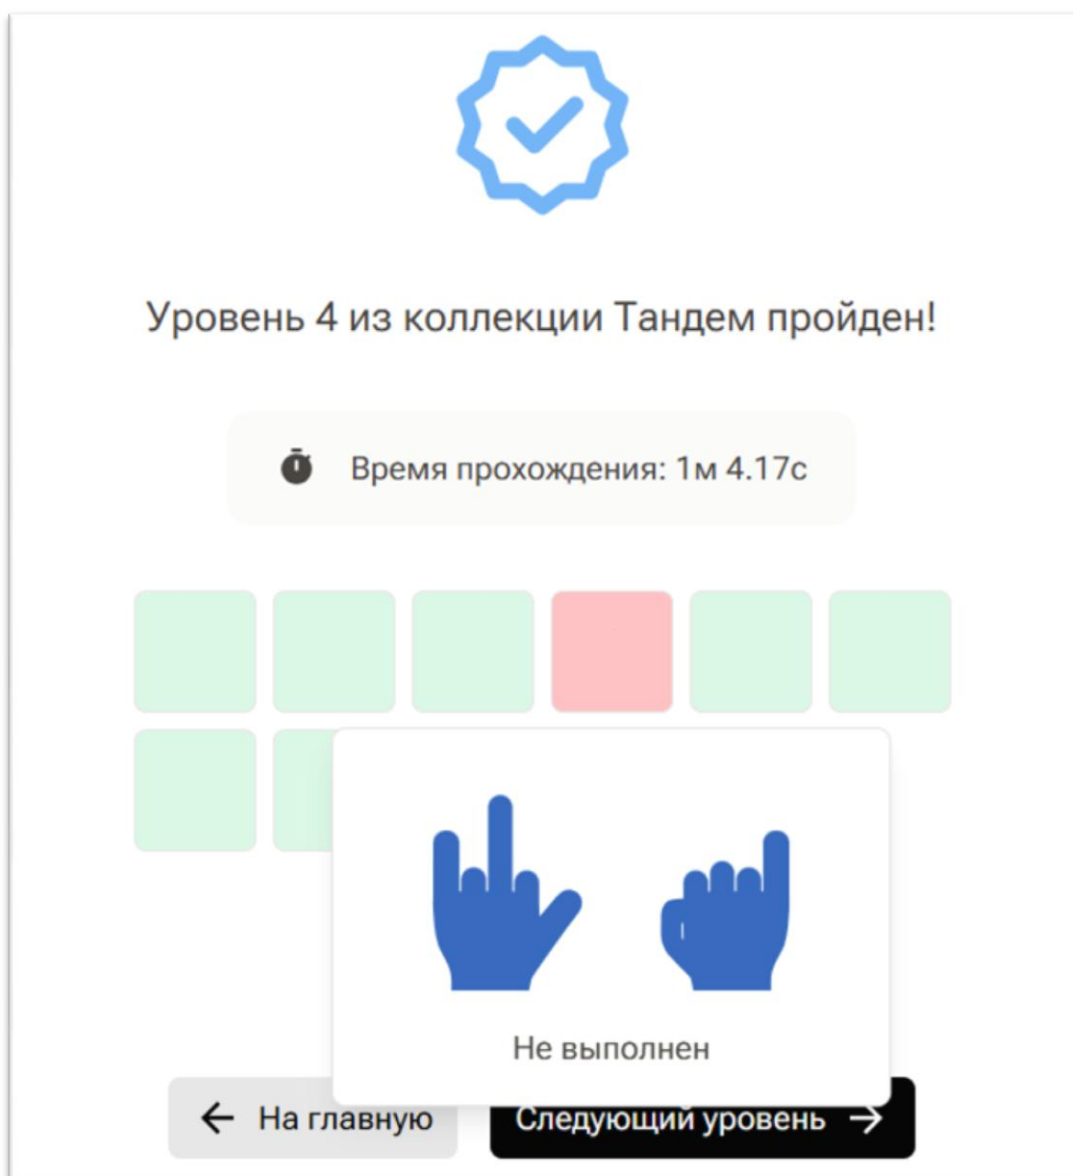 Уровень 4 из коллекции Тандем пройден!
Время прохождения: 1м 4.17с
Не выполнен
На главную
Следующий уровень